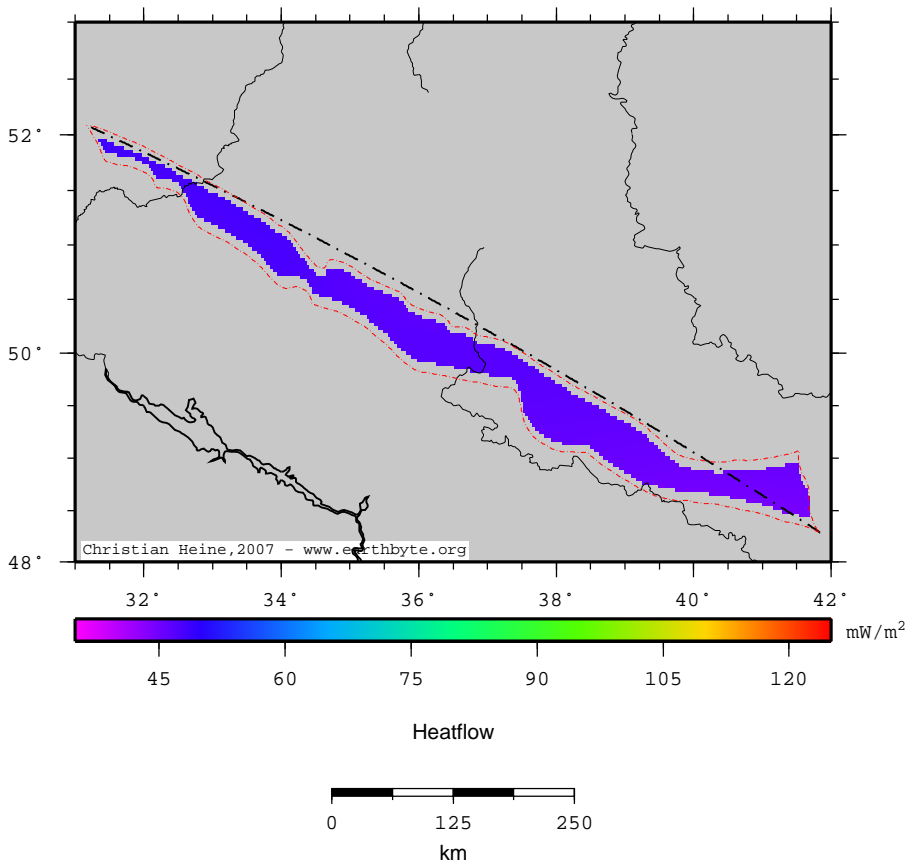 52˚
50˚
48˚
Christian Heine,2007 - www.earthbyte.org
32˚ 34˚ 36˚ 38˚ 40˚ 42˚
mW/m²
45 60 75 90 105 120
Heatflow
0 125 250
km